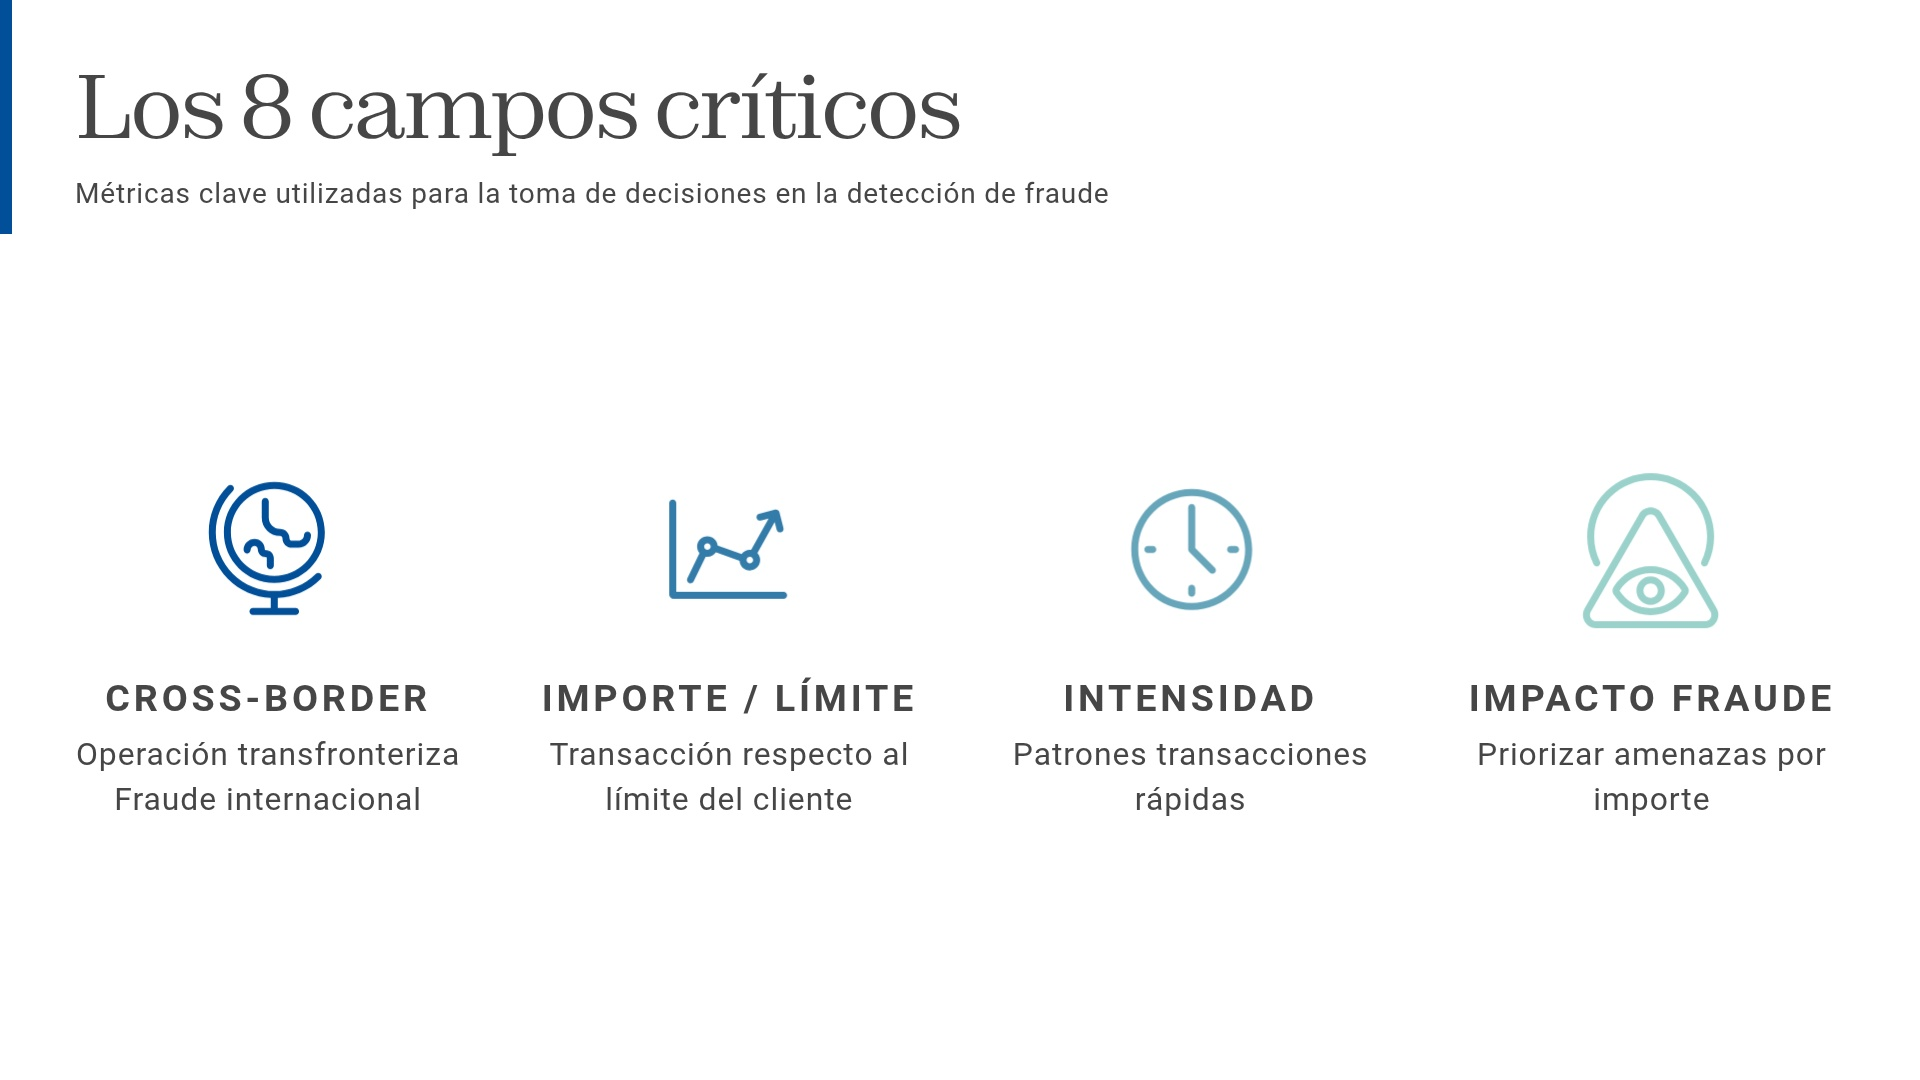 Los 8 campos críticos
Métricas clave utilizadas para la toma de decisiones en la detección de fraude
CROSS-BORDER
Operación transfronteriza
Fraude internacional
IMPORTE / LÍMITE
Transacción respecto al
límite del cliente
INTENSIDAD
Patrones transacciones
rápidas
IMPACTO FRAUDE
Priorizar amenazas por
importe